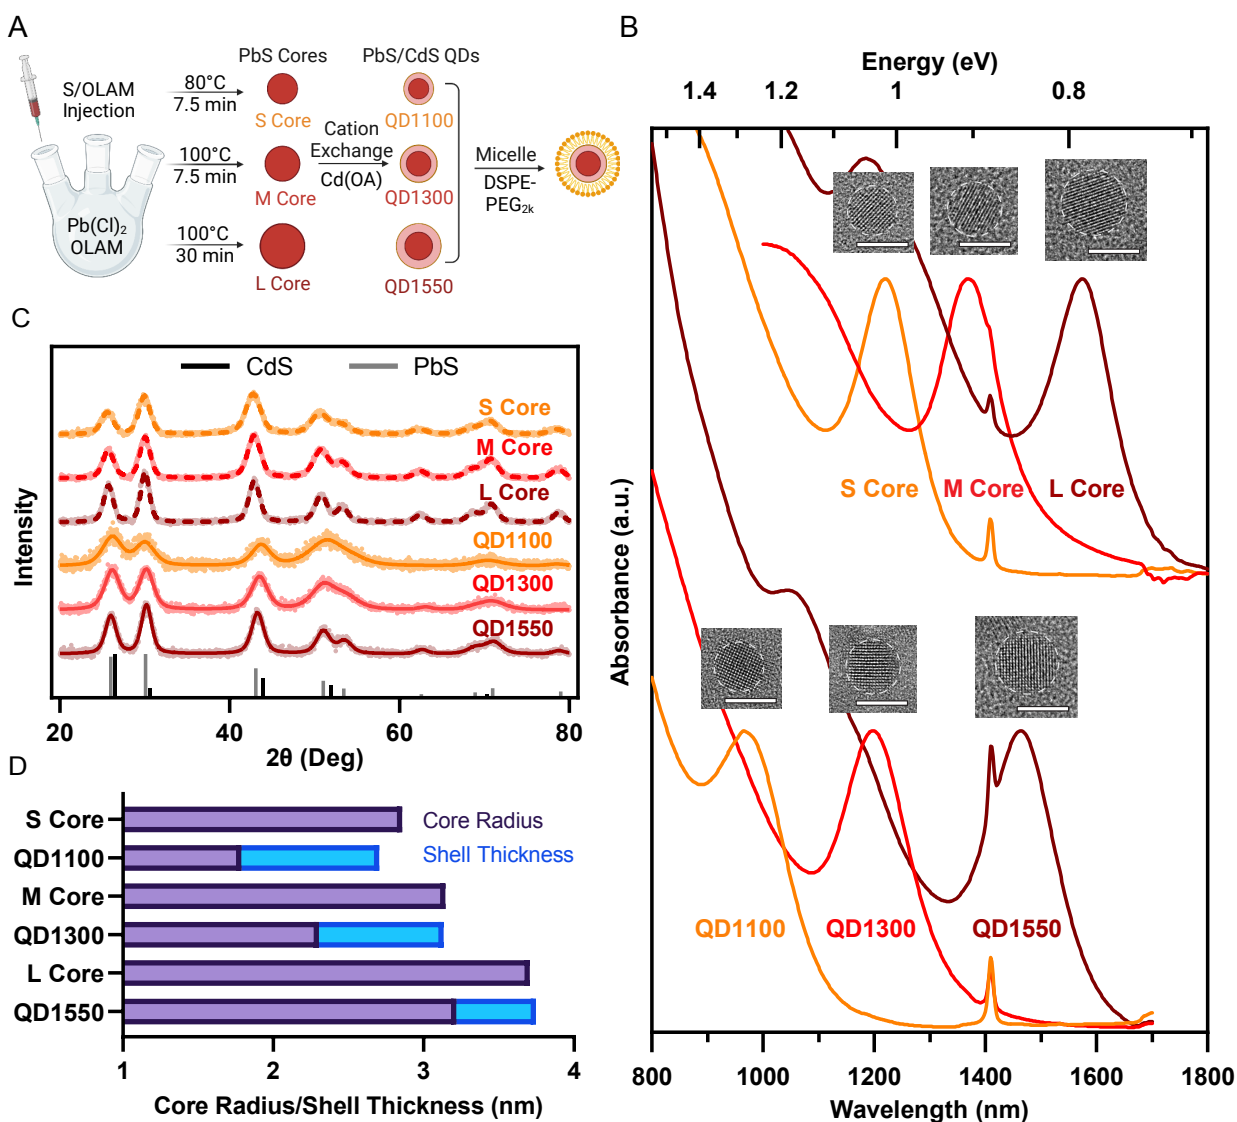 A
PbS Cores
PbS/CdS QDs
S/OLAM
Injection
80°C
7.5 min
S Core
QD1100
100°C
7.5 min
M Core
Cation
Exchange
Cd(OA)
QD1300
Micelle
DSPE-
PEG2k
Pb(Cl)2
OLAM
100°C
30 min
L Core
QD1550
B
Energy (eV)
1.4
1.2
1
0.8
S Core
M Core
L Core
QD1100
QD1300
QD1550
Absorbance (a.u.)
800
1000
1200
1400
1600
1800
Wavelength (nm)
C
CdS
PbS
S Core
M Core
L Core
QD1100
QD1300
QD1550
Intensity
20
40
60
80
2θ (Deg)
D
S Core
QD1100
M Core
QD1300
L Core
QD1550
Core Radius
Shell Thickness
1
2
3
4
Core Radius/Shell Thickness (nm)